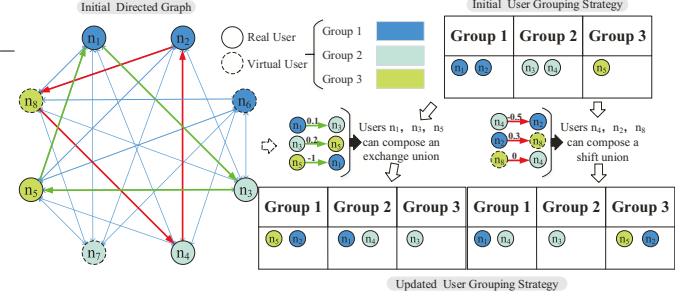 Initial Directed Graph
n1
n2
n8
n6
n5
n3
n7
n4
Real User
Virtual User
Group 1
Group 2
Group 3
Initial User Grouping Strategy
Group 1 Group 2 Group 3
n1 n2 n3 n4 n5
n1 0.1 n3
n3 0.2 n5
n5 -1 n1
Users n1, n3, n5
can compose an
exchange union
n4 -0.5 n2
n2 0.3 n8
n8 0 n4
Users n4, n2, n8
can compose a
shift union
Group 1 Group 2 Group 3 Group 1 Group 2 Group 3
n5 n2 n1 n4 n3 n1 n4 n3 n5 n2
Updated User Grouping Strategy